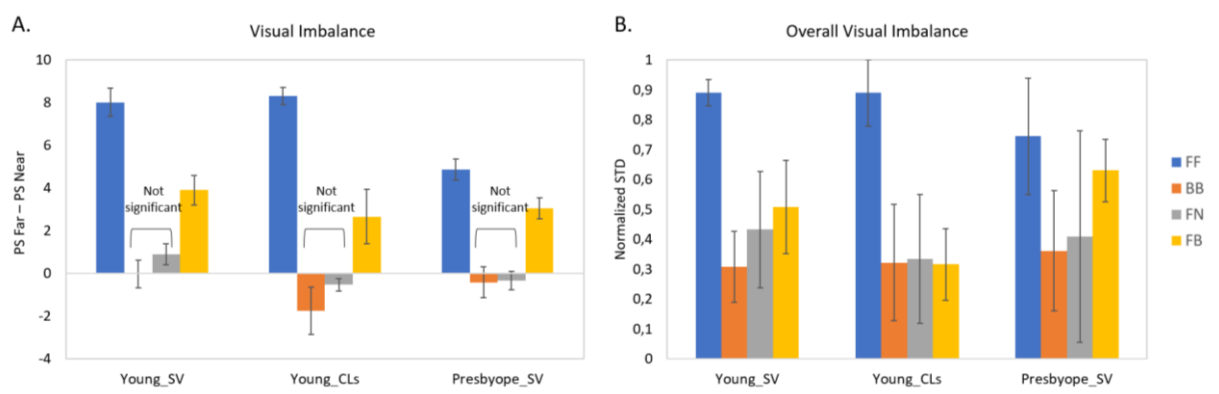 A.
Visual Imbalance
PS Far – PS Near
10
8
6
4
2
0
-2
-4
Not
significant
Not
significant
Not
significant
Young_SV
Young_CLs
Presbyope_SV
B.
Overall Visual Imbalance
Normalized STD
1
0,9
0,8
0,7
0,6
0,5
0,4
0,3
0,2
0,1
0
Young_SV
Young_CLs
Presbyope_SV
FF
BB
FN
FB